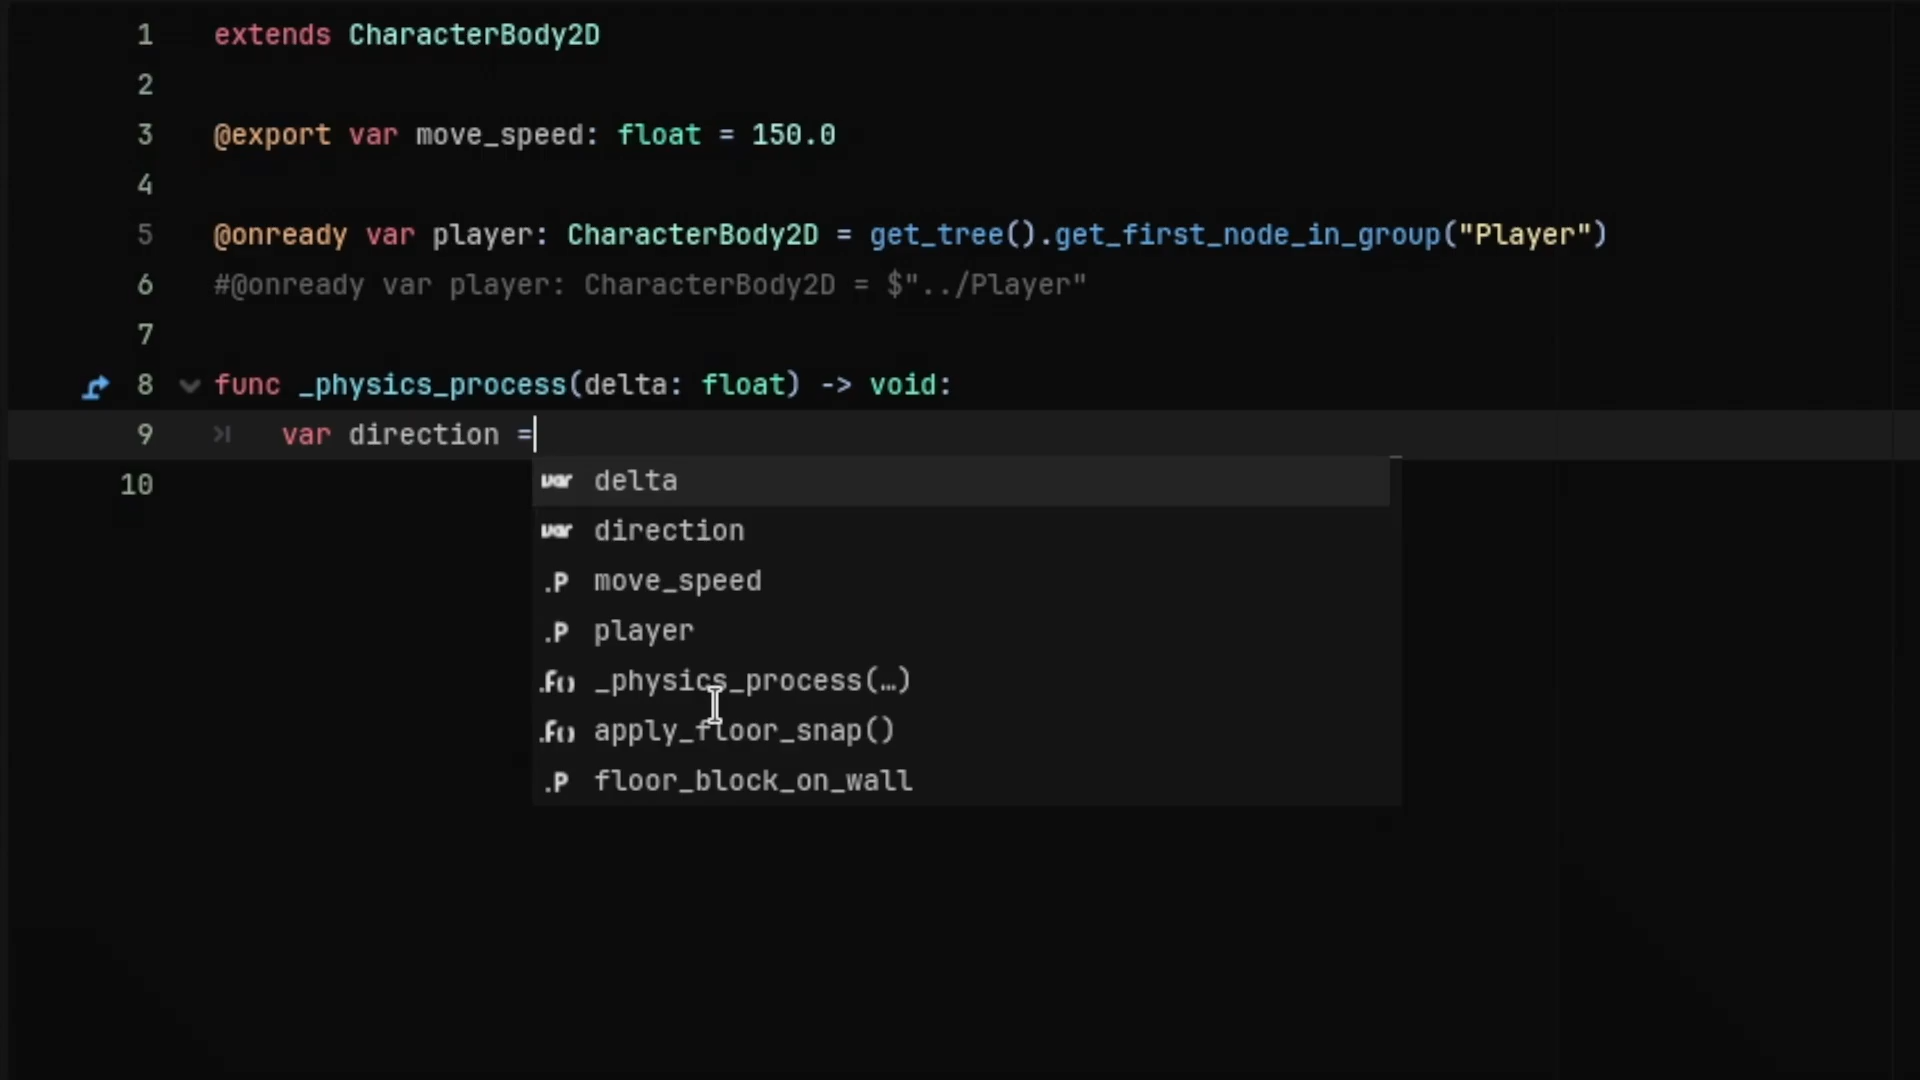 1 extends CharacterBody2D
2
3 @export var move_speed: float = 150.0
4
5 @onready var player: CharacterBody2D = get_tree().get_first_node_in_group("Player")
6 #@onready var player: CharacterBody2D = $"../Player"
7
8 func _physics_process(delta: float) -> void:
9 var direction =
10
var delta
var direction
.P move_speed
.P player
.f() _physics_process(…)
.f() apply_floor_snap()
.P floor_block_on_wall